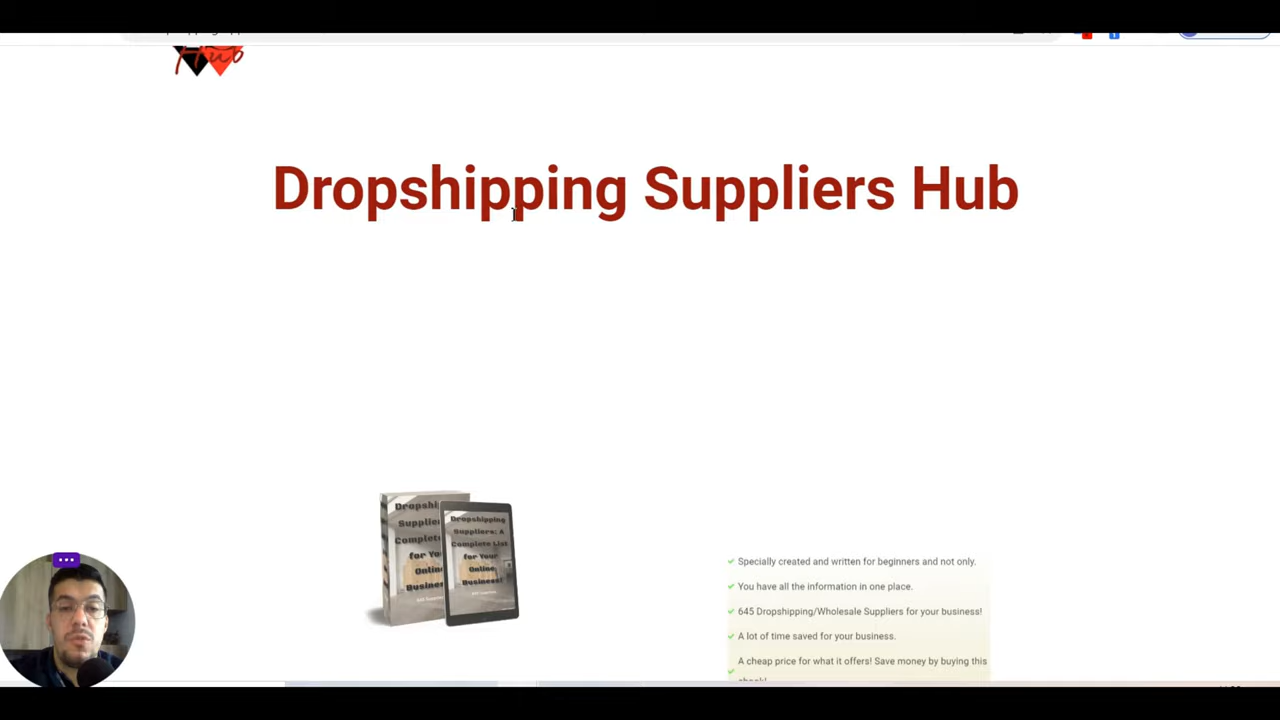 Hub
Dropshipping Suppliers Hub
Dropshipping
Suppliers: A
Complete List
for Your
Online
Business!
Specially created and written for beginners and not only.
You have all the information in one place.
645 Dropshipping/Wholesale Suppliers for your business!
A lot of time saved for your business.
A cheap price for what it offers! Save money by buying this